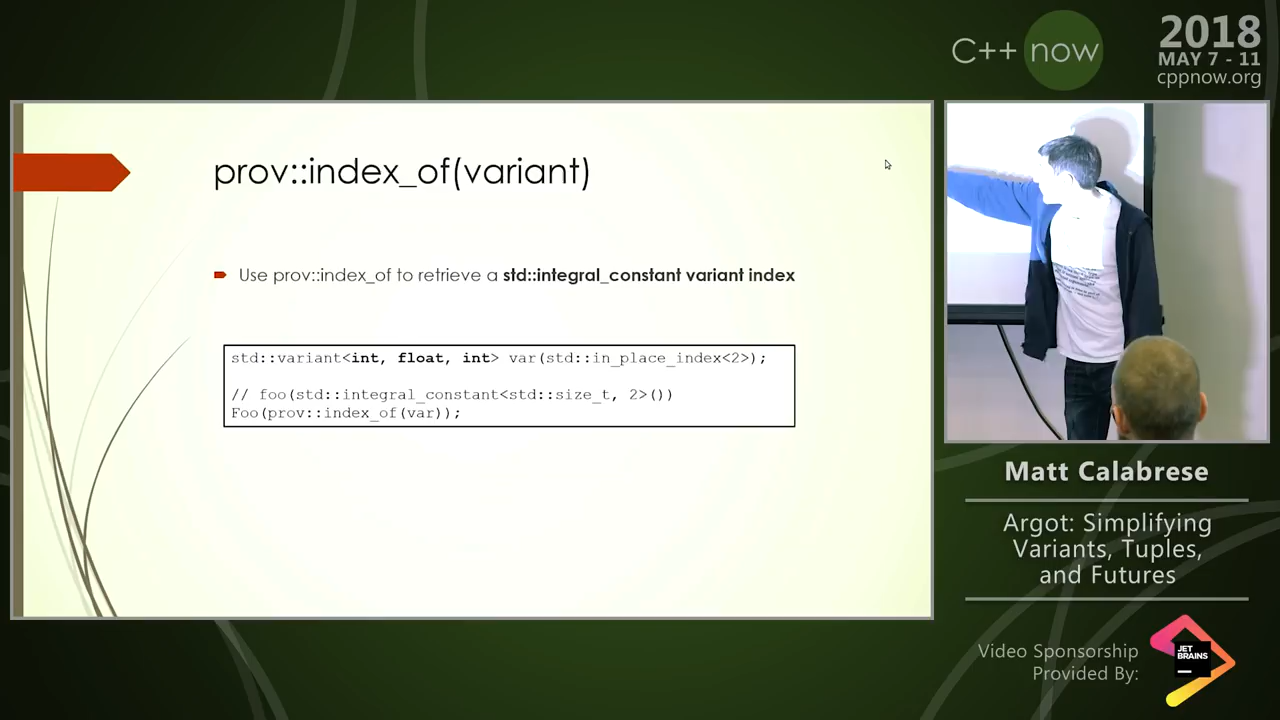 C++ now
2018
MAY 7 - 11
cppnow.org
prov::index_of(variant)
Use prov::index_of to retrieve a std::integral_constant variant index
std::variant<int, float, int> var(std::in_place_index<2>);
// foo(std::integral_constant<std::size_t, 2>())
Foo(prov::index_of(var));
Matt Calabrese
Argot: Simplifying
Variants, Tuples,
and Futures
Video Sponsorship
Provided By:
JET
BRAINS